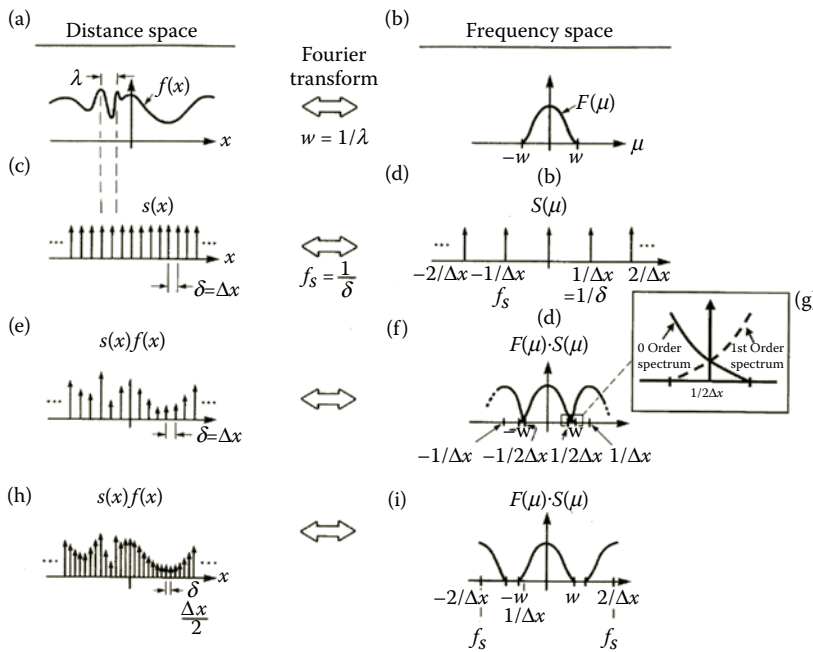 (a)
Distance space
(b)
Frequency space
Fourier
transform
λ
f(x)
x
w = 1/λ
F(μ)
−w
w
μ
(b)
(c)
s(x)
... ...
x
δ=Δx
f_s = 1/δ
(d)
S(μ)
... ...
−2/Δx −1/Δx 1/Δx 2/Δx
f_s =1/δ
(d)
(g)
0 Order
spectrum
1st Order
spectrum
1/2Δx
(e)
s(x)f(x)
... ...
x
δ=Δx
(f)
F(μ)·S(μ)
−w w
−1/Δx −1/2Δx 1/2Δx 1/Δx
(h)
s(x)f(x)
... ...
x
δ
Δx/2
(i)
F(μ)·S(μ)
−2/Δx −w w 2/Δx
1/Δx
f_s f_s